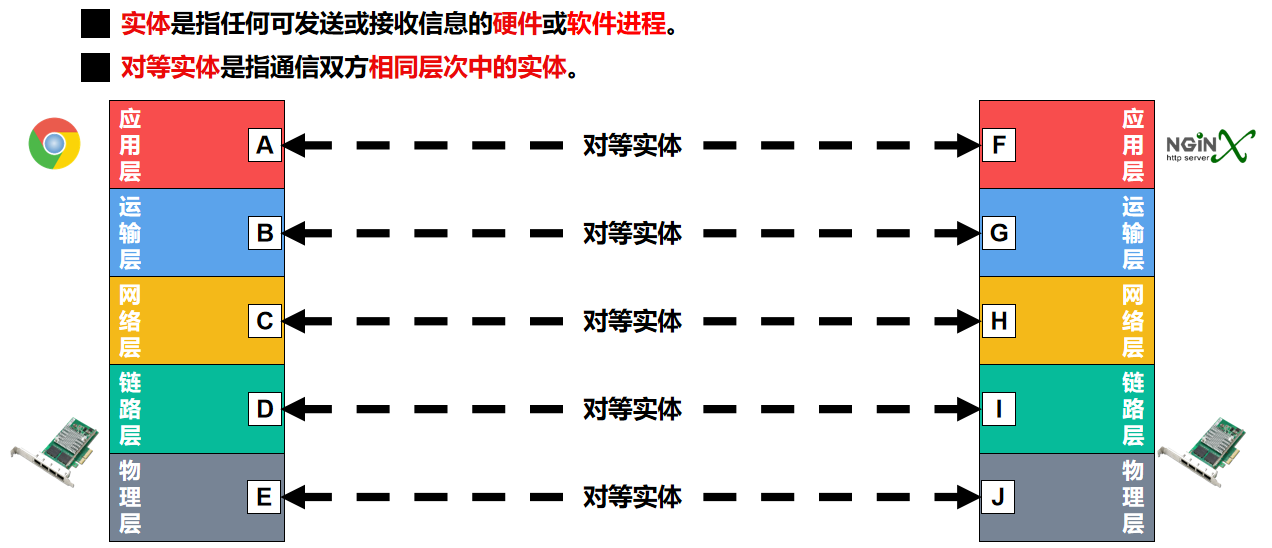 实体是指任何可发送或接收信息的硬件或软件进程。
对等实体是指通信双方相同层次中的实体。
应用层 A 对等实体 F 应用层
NGINX
http server
运输层 B 对等实体 G 运输层
网络层 C 对等实体 H 网络层
链路层 D 对等实体 I 链路层
物理层 E 对等实体 J 物理层